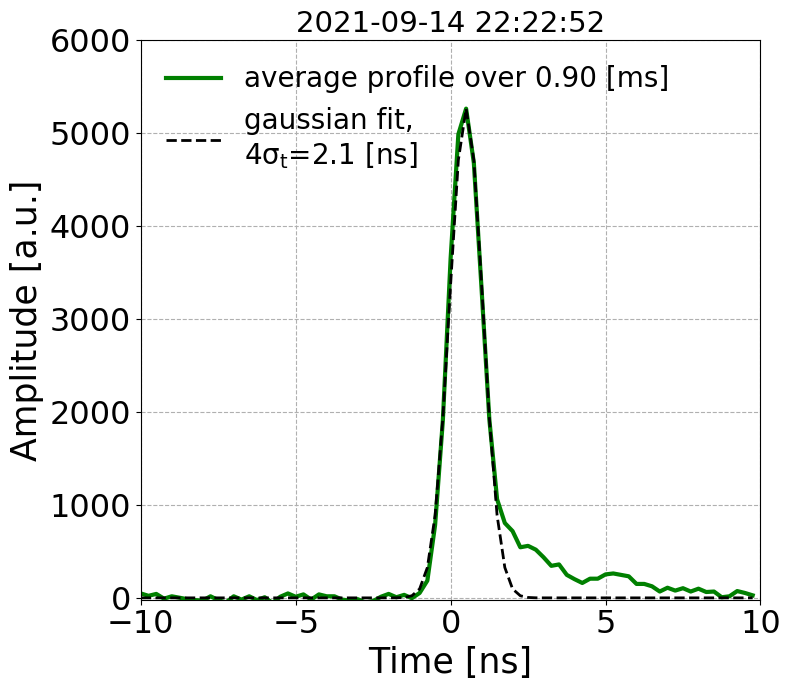 2021-09-14 22:22:52
6000
5000
4000
3000
2000
1000
0
Amplitude [a.u.]
average profile over 0.90 [ms]
gaussian fit,
4σₜ=2.1 [ns]
−10 −5 0 5 10
Time [ns]